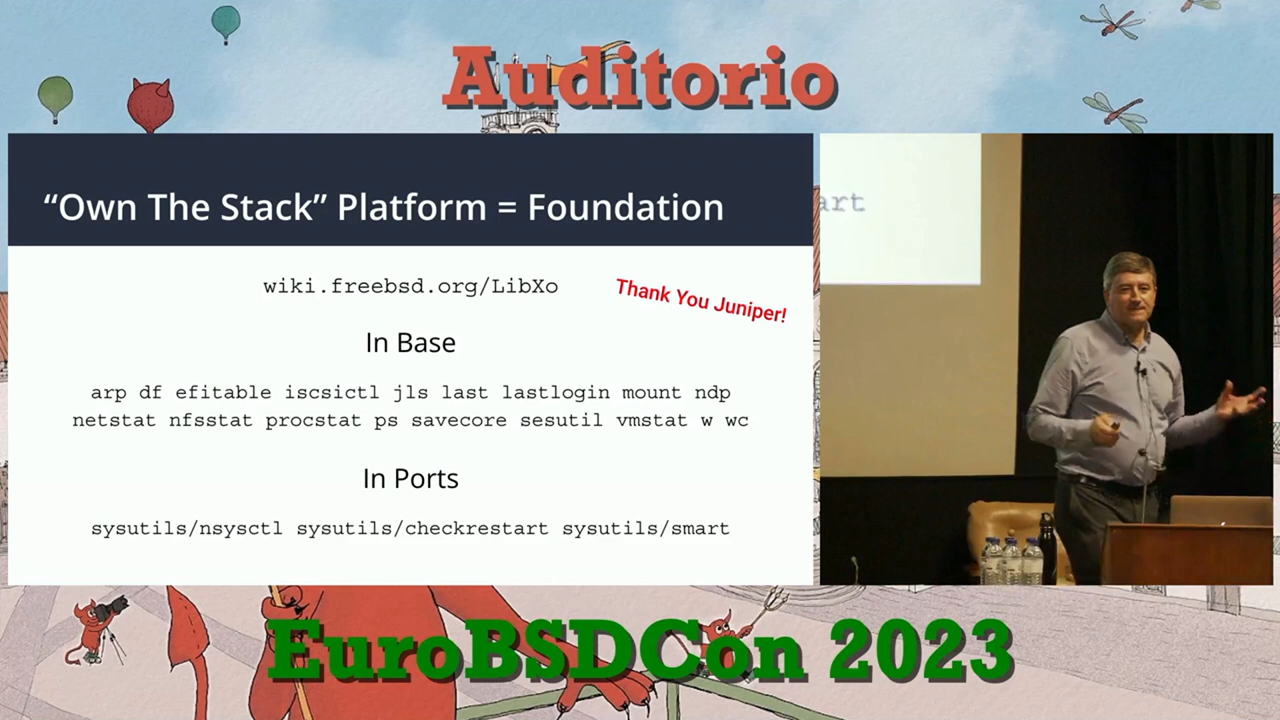 Auditorio
“Own The Stack” Platform = Foundation
wiki.freebsd.org/LibXo
Thank You Juniper!
In Base
arp df efitable iscsictl jls last lastlogin mount ndp
netstat nfsstat procstat ps savecore sesutil vmstat w wc
In Ports
sysutils/nsysctl sysutils/checkrestart sysutils/smart
art
EuroBSDCon 2023